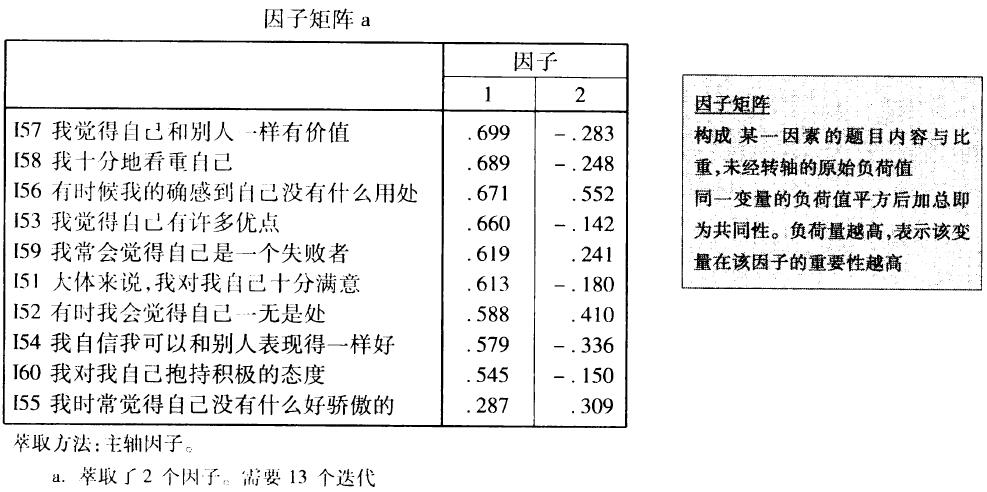 因子矩阵 a
因子
1 2
I57 我觉得自己和别人一样有价值 .699 -.283
I58 我十分地看重自己 .689 -.248
I56 有时候我的确感到自己没有什么用处 .671 .552
I53 我觉得自己有许多优点 .660 -.142
I59 我常会觉得自己是一个失败者 .619 .241
I51 大体来说,我对我自己十分满意 .613 -.180
I52 有时我会觉得自己一无是处 .588 .410
I54 我自信我可以和别人表现得一样好 .579 -.336
I60 我对我自己抱持积极的态度 .545 -.150
I55 我时常觉得自己没有什么好骄傲的 .287 .309
萃取方法:主轴因子。
a. 萃取了2 个因子。需要 13 个迭代
因子矩阵
构成 某一因素的题目内容与比
重,未经转轴的原始负荷值
同一变量的负荷值平方后加总即
为共同性。负荷量越高,表示该变
量在该因子的重要性越高